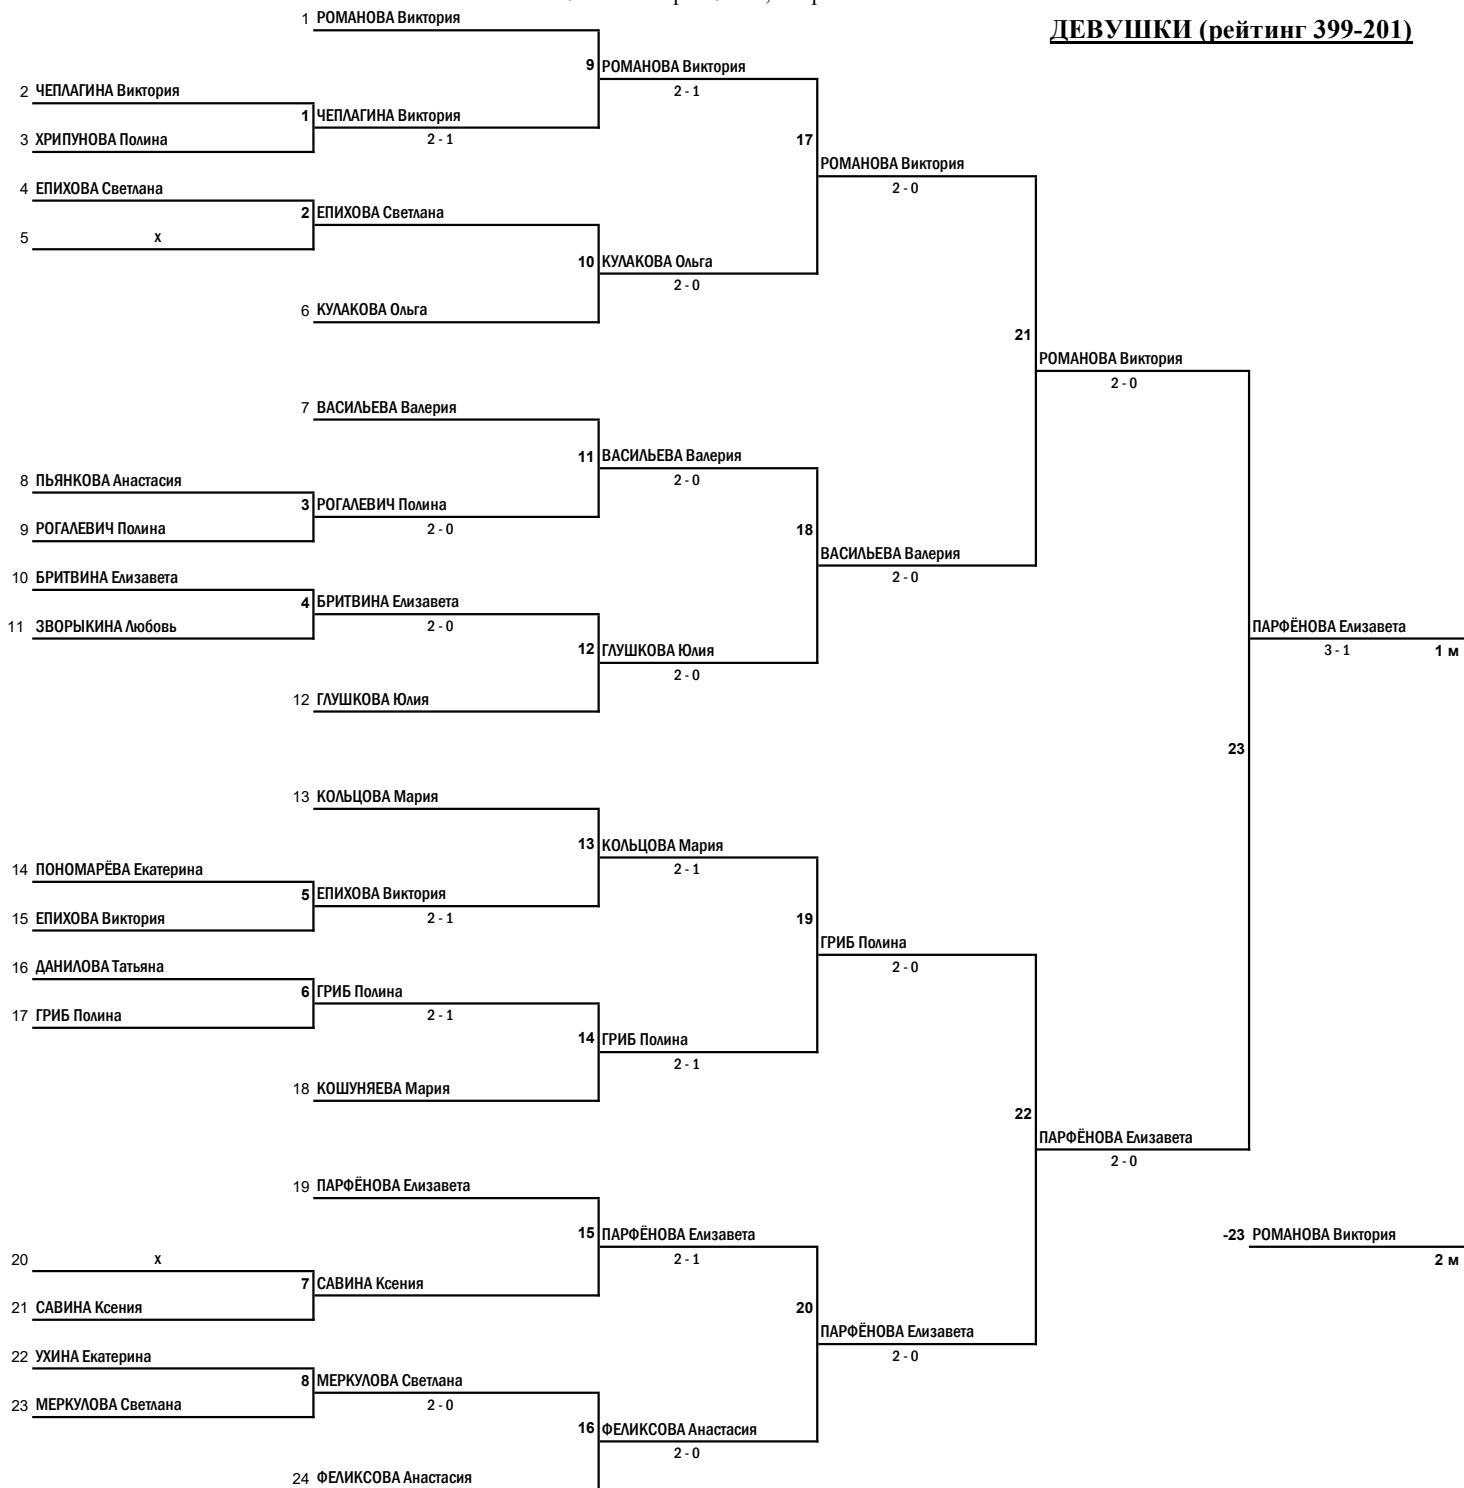 ДЕВУШКИ (рейтинг 399-201)
1 РОМАНОВА Виктория
9 РОМАНОВА Виктория
2 - 1
2 ЧЕПЛАГИНА Виктория
1 ЧЕПЛАГИНА Виктория
2 - 1
3 ХРИПУНОВА Полина
17
РОМАНОВА Виктория
2 - 0
4 ЕПИХОВА Светлана
2 ЕПИХОВА Светлана
5 х
10 КУЛАКОВА Ольга
2 - 0
6 КУЛАКОВА Ольга
21
РОМАНОВА Виктория
2 - 0
7 ВАСИЛЬЕВА Валерия
11 ВАСИЛЬЕВА Валерия
2 - 0
8 ПЬЯНКОВА Анастасия
3 РОГАЛЕВИЧ Полина
2 - 0
9 РОГАЛЕВИЧ Полина
18
ВАСИЛЬЕВА Валерия
2 - 0
10 БРИТВИНА Елизавета
4 БРИТВИНА Елизавета
2 - 0
11 ЗВОРЫКИНА Любовь
ПАРФЁНОВА Елизавета
3 - 1 1 м
12 ГЛУШКОВА Юлия
2 - 0
12 ГЛУШКОВА Юлия
23
13 КОЛЬЦОВА Мария
13 КОЛЬЦОВА Мария
2 - 1
14 ПОНОМАРЁВА Екатерина
5 ЕПИХОВА Виктория
2 - 1
15 ЕПИХОВА Виктория
19
ГРИБ Полина
2 - 0
16 ДАНИЛОВА Татьяна
6 ГРИБ Полина
2 - 1
17 ГРИБ Полина
14 ГРИБ Полина
2 - 1
18 КОШУНЯЕВА Мария
22
ПАРФЁНОВА Елизавета
2 - 0
19 ПАРФЁНОВА Елизавета
15 ПАРФЁНОВА Елизавета
2 - 1
-23 РОМАНОВА Виктория
2 м
20 х
7 САВИНА Ксения
21 САВИНА Ксения
20
ПАРФЁНОВА Елизавета
2 - 0
22 УХИНА Екатерина
8 МЕРКУЛОВА Светлана
2 - 0
23 МЕРКУЛОВА Светлана
16 ФЕЛИКСОВА Анастасия
2 - 0
24 ФЕЛИКСОВА Анастасия